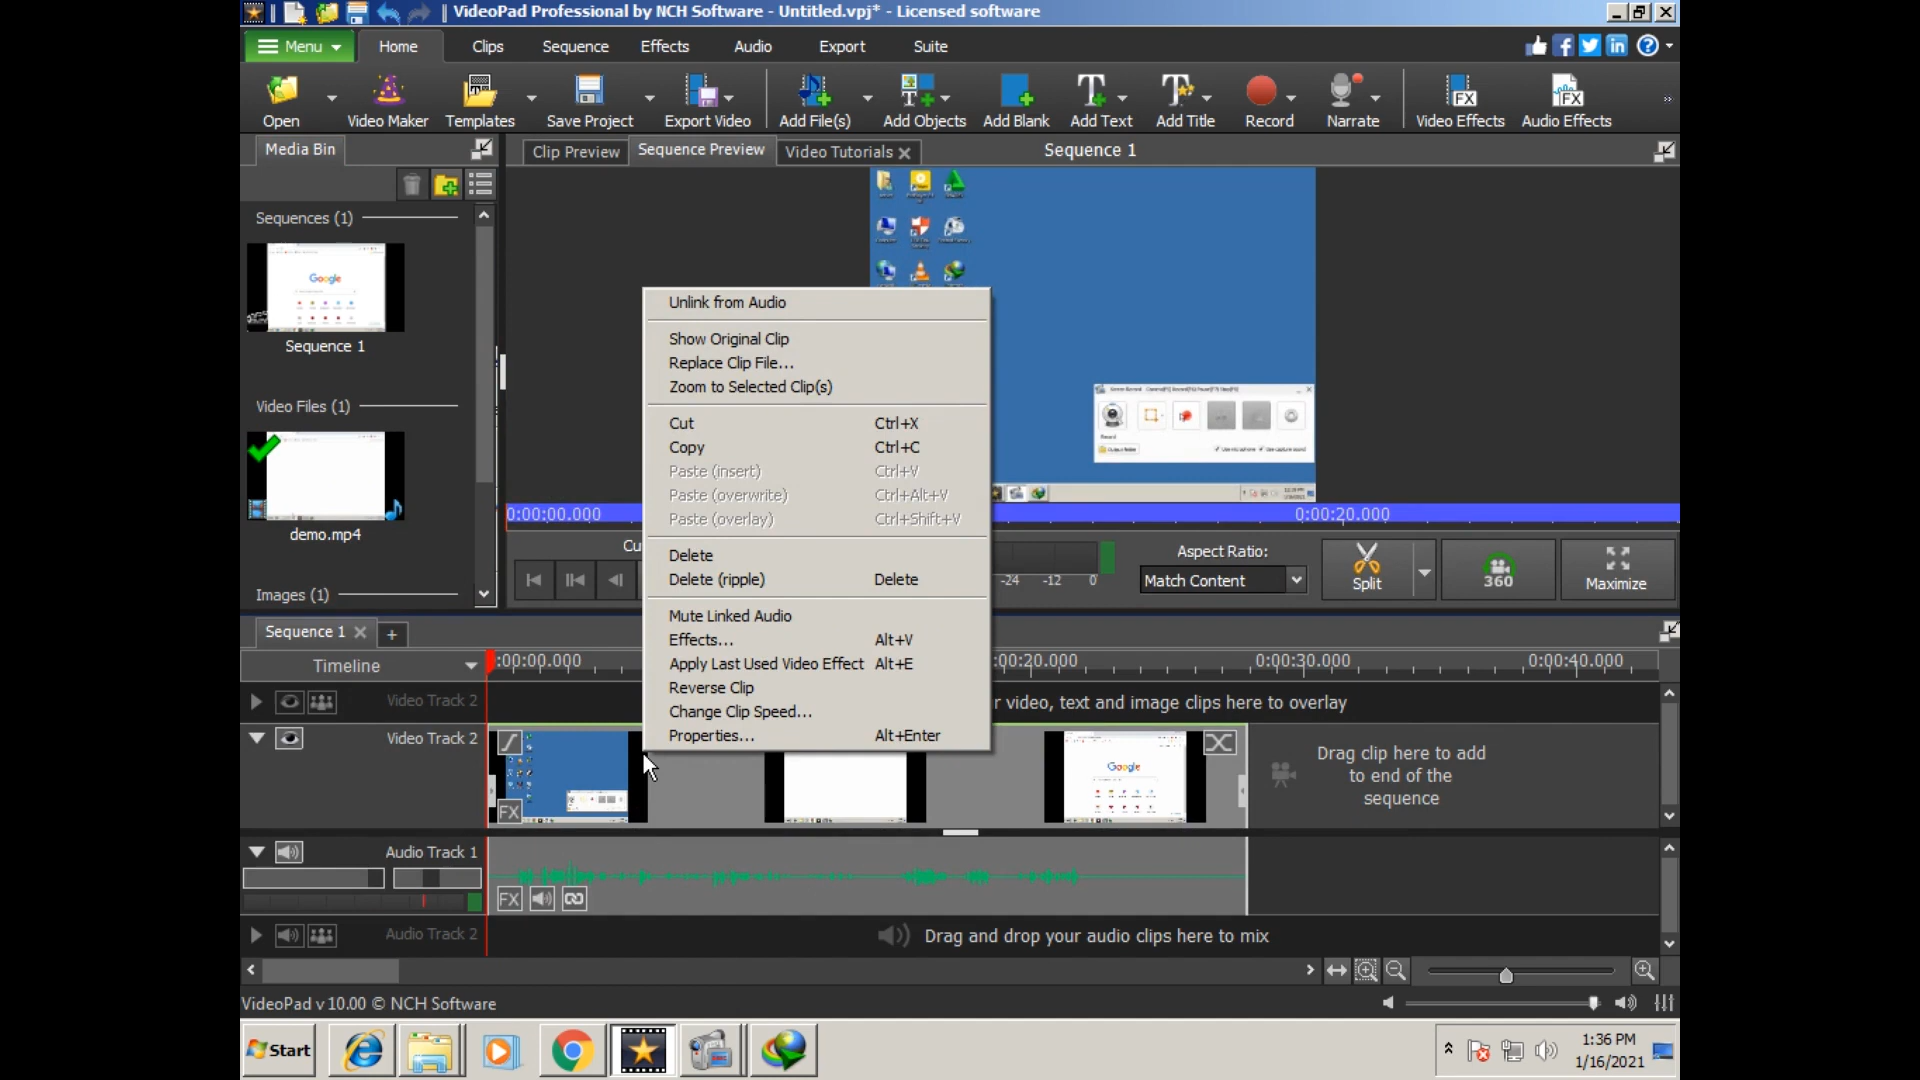 VideoPad Professional by NCH Software - Untitled.vpj* - Licensed software
Menu Home Clips Sequence Effects Audio Export Suite
Open Video Maker Templates Save Project Export Video Add File(s) Add Objects Add Blank Add Text Add Title Record Narrate Video Effects Audio Effects
Media Bin
Clip Preview Sequence Preview Video Tutorials Sequence 1
Sequences (1)
Google
Sequence 1
Video Files (1)
demo.mp4
Images (1)
Unlink from Audio
Show Original Clip
Replace Clip File...
Zoom to Selected Clip(s)
Cut Ctrl+X
Copy Ctrl+C
Paste (insert) Ctrl+V
Paste (overwrite) Ctrl+Alt+V
Paste (overlay) Ctrl+Shift+V
Delete
Delete (ripple) Delete
Mute Linked Audio
Effects... Alt+V
Apply Last Used Video Effect Alt+E
Reverse Clip
Change Clip Speed...
Properties... Alt+Enter
0:00:00.000 0:00:20.000
Cu
-24 -12 0
Aspect Ratio:
Match Content
Split 360 Maximize
Sequence 1
Timeline :00:00.000 :00:20.000 0:00:30.000 0:00:40.000
Video Track 2 r video, text and image clips here to overlay
Video Track 2
FX
Google
Drag clip here to add
to end of the
sequence
Audio Track 1
FX
Audio Track 2 Drag and drop your audio clips here to mix
VideoPad v 10.00 © NCH Software
Start
1:36 PM
1/16/2021